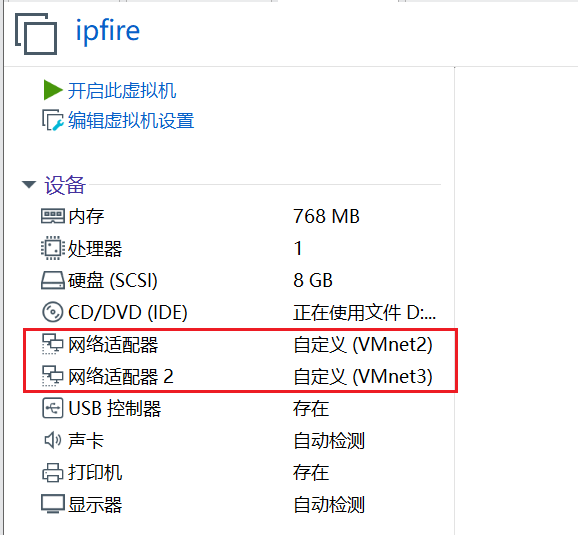 ipfire
开启此虚拟机
编辑虚拟机设置
设备
内存 768 MB
处理器 1
硬盘 (SCSI) 8 GB
CD/DVD (IDE) 正在使用文件 D:...
网络适配器 自定义 (VMnet2)
网络适配器 2 自定义 (VMnet3)
USB 控制器 存在
声卡 自动检测
打印机 存在
显示器 自动检测